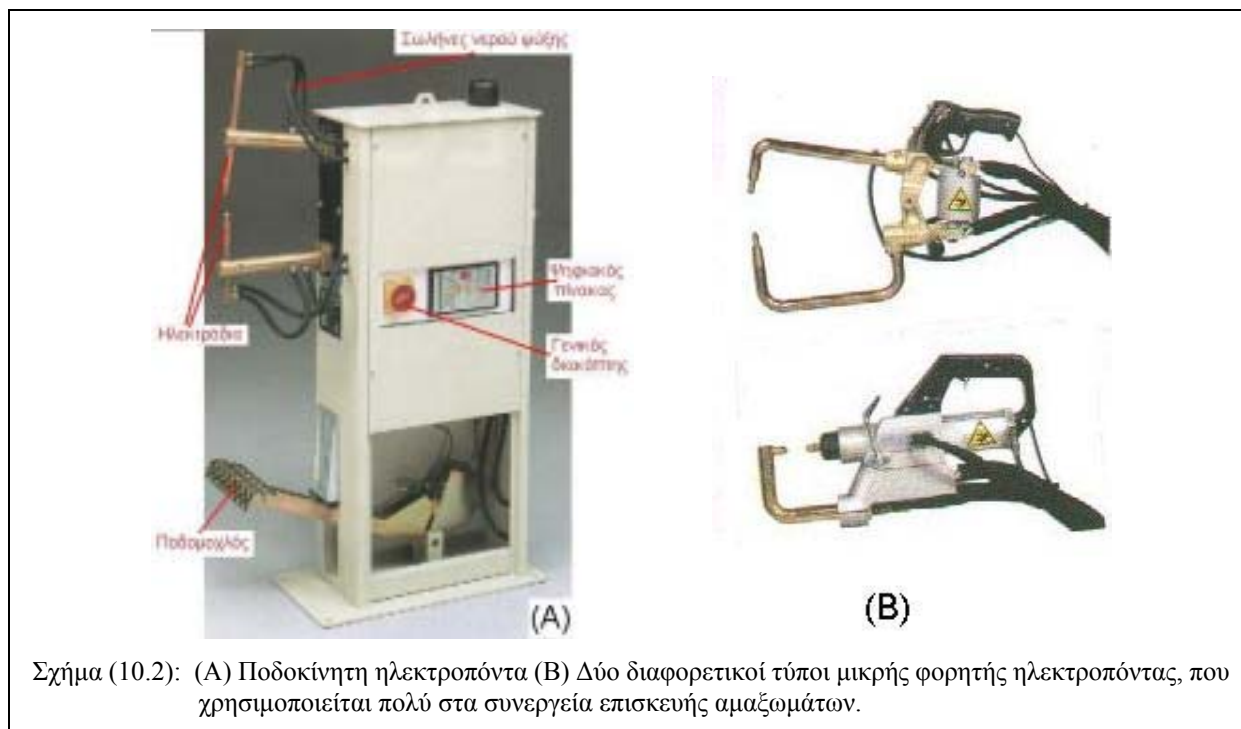 Σωλήνες νερού ψύξης
Ψηφιακός
πίνακας
Ηλεκτρόδια
Γενικός
διακόπτης
Ποδομοχλός
(A)
(B)
Σχήμα (10.2): (Α) Ποδοκίνητη ηλεκτροπόντα (Β) Δύο διαφορετικοί τύποι μικρής φορητής ηλεκτροπόντας, που
χρησιμοποιείται πολύ στα συνεργεία επισκευής αμαξωμάτων.